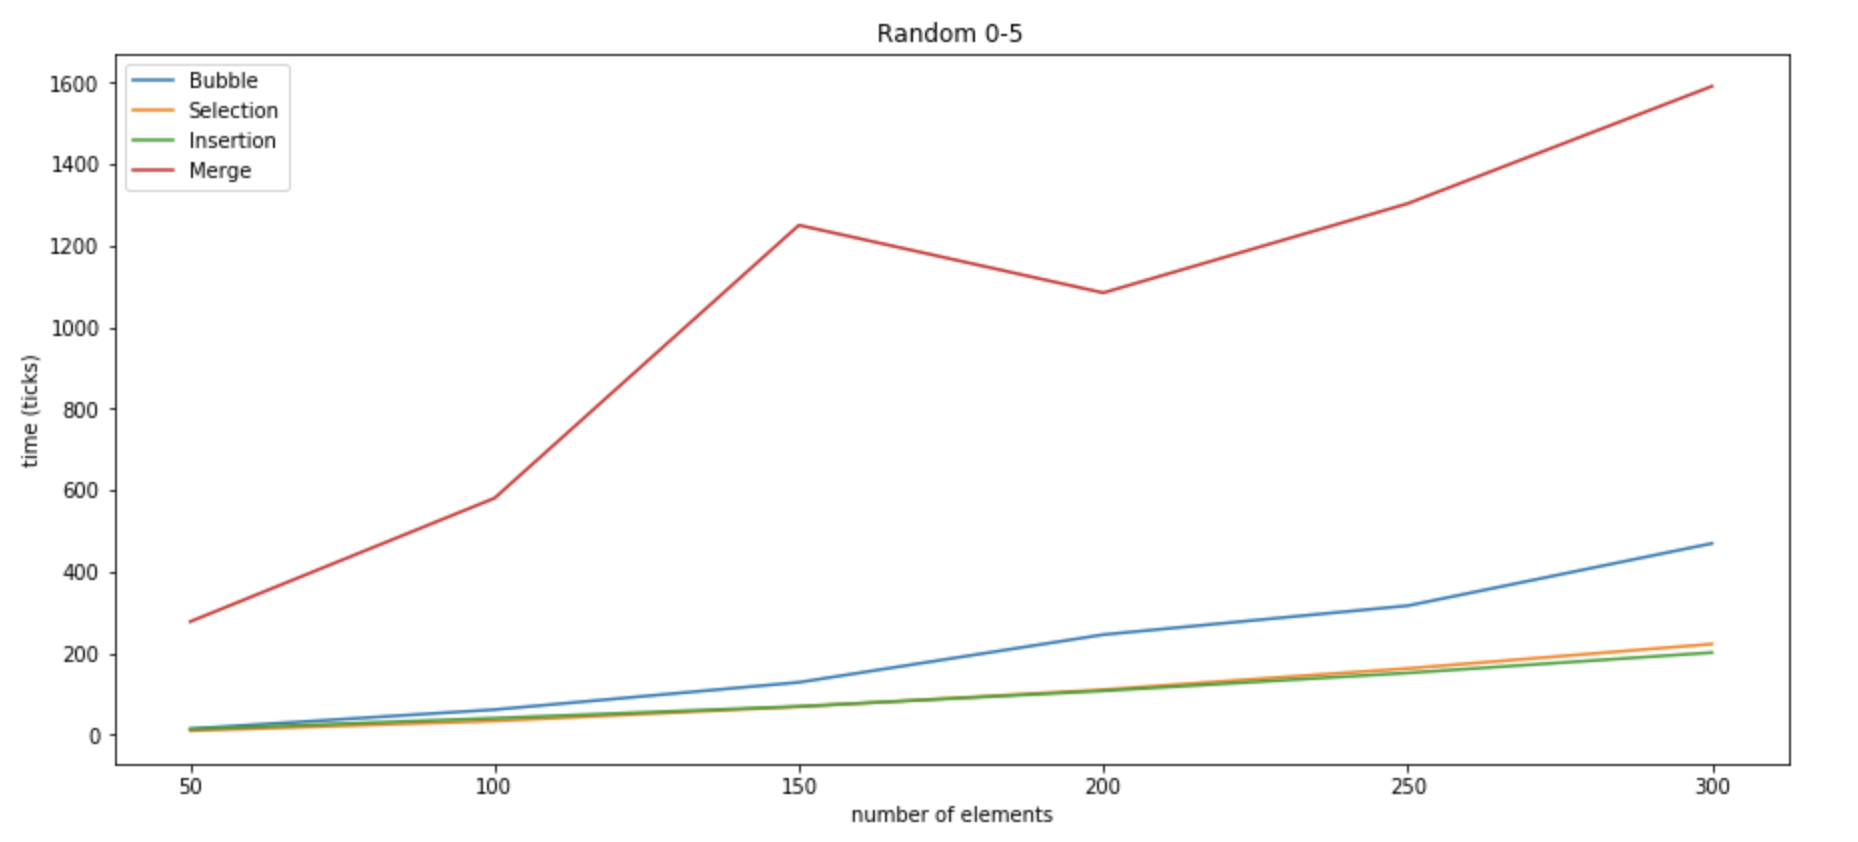 Random 0-5
Bubble
Selection
Insertion
Merge
time (ticks)
1600
1400
1200
1000
800
600
400
200
0
50 100 150 200 250 300
number of elements